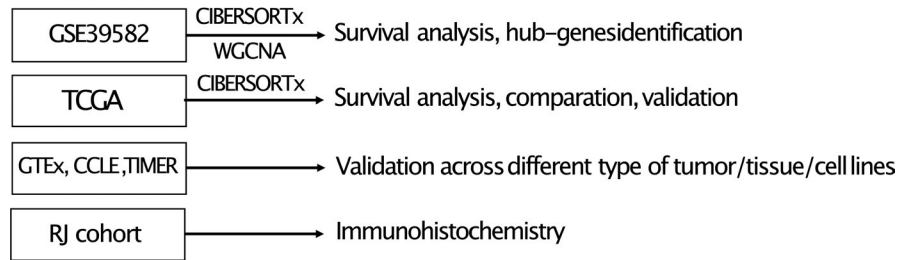 GSE39582 CIBERSORTx WGCNA Survival analysis, hub-genesidentification
TCGA CIBERSORTx Survival analysis, comparation, validation
GTEx, CCLE ,TIMER Validation across different type of tumor/tissue/cell lines
RJ cohort Immunohistochemistry